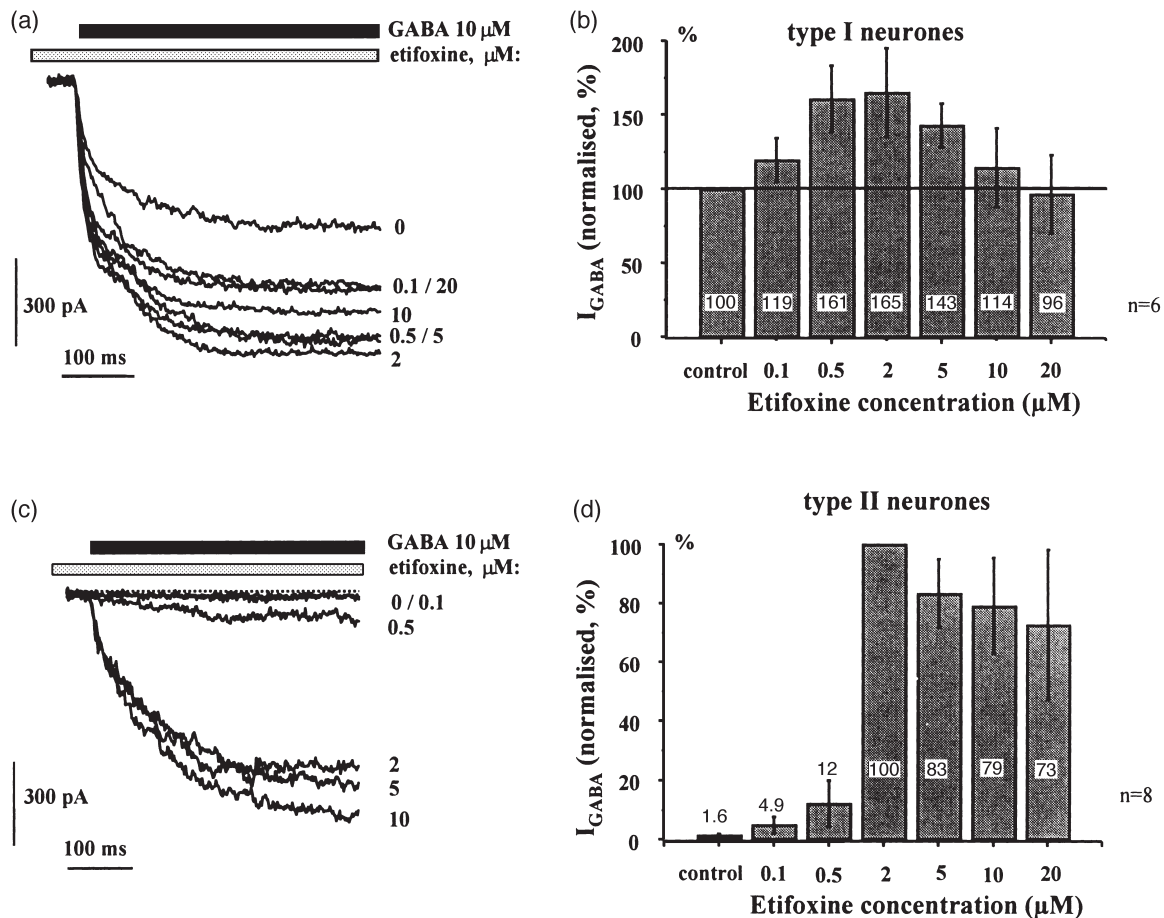 (a)
GABA 10 µM
etifoxine, µM:
0
0.1 / 20
10
0.5 / 5
2
300 pA
100 ms
(b)
type I neurones
%
200
150
100
50
0
I GABA (normalised, %)
100 119 161 165 143 114 96
n=6
control 0.1 0.5 2 5 10 20
Etifoxine concentration (µM)
(c)
GABA 10 µM
etifoxine, µM:
0 / 0.1
0.5
2
5
10
300 pA
100 ms
(d)
type II neurones
%
100
80
60
40
20
0
I GABA (normalised, %)
1.6 4.9 12 100 83 79 73
n=8
control 0.1 0.5 2 5 10 20
Etifoxine concentration (µM)